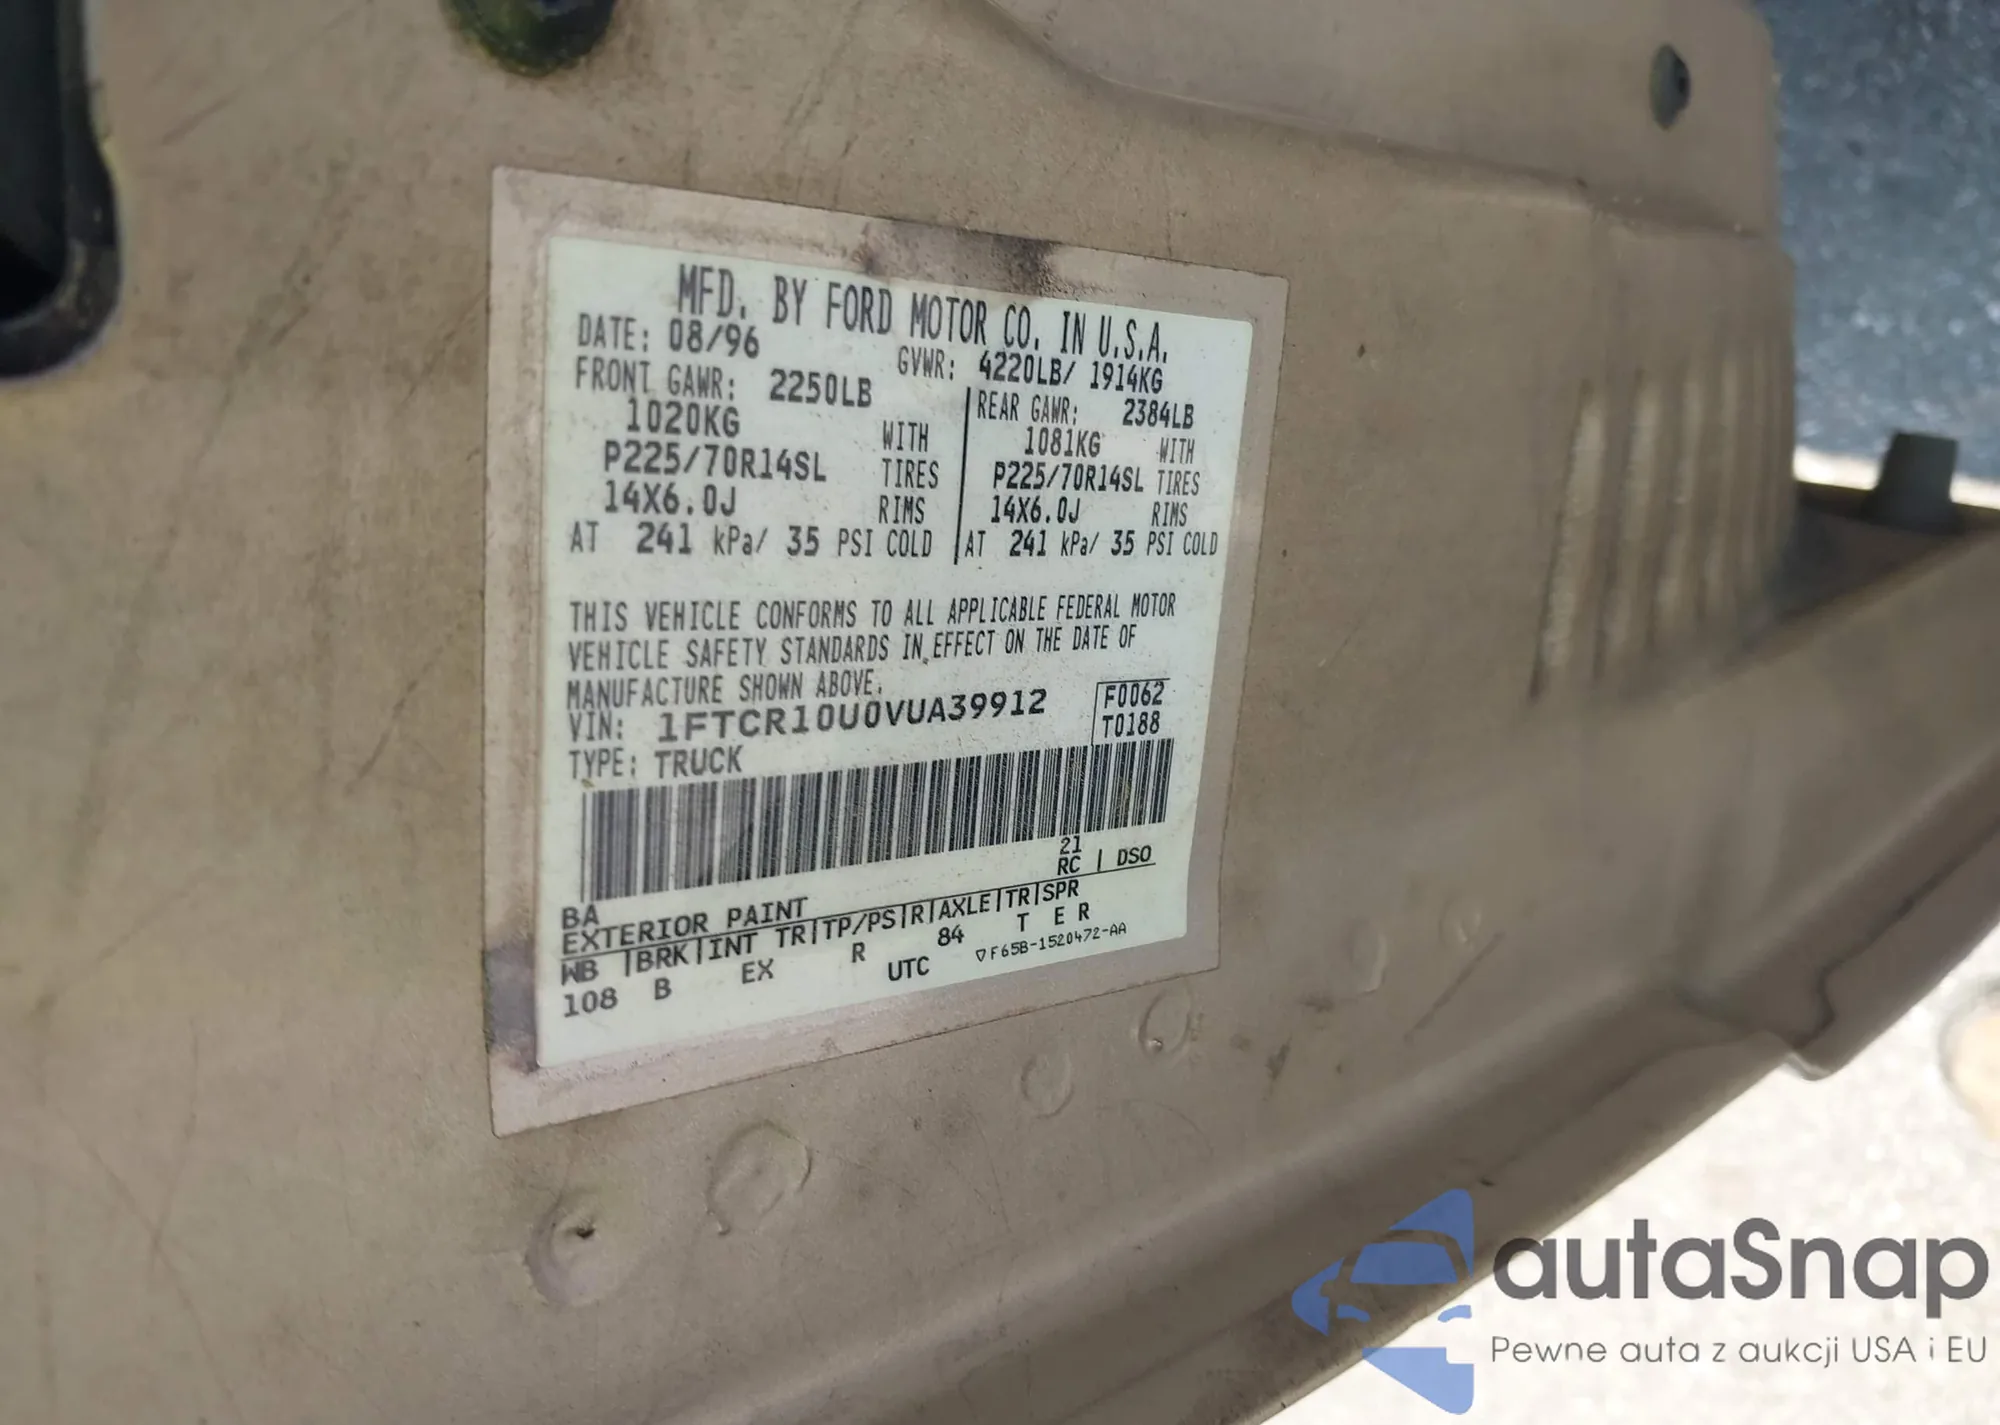 MFD. BY FORD MOTOR CO. IN U.S.A.
DATE: 08/96 GVWR: 4220LB/ 1914KG
FRONT GAWR: 2250LB REAR GAWR: 2384LB
1020KG WITH 1081KG WITH
P225/70R14SL TIRES P225/70R14SL TIRES
14X6.0J RIMS 14X6.0J RIMS
AT 241 kPa/ 35 PSI COLD AT 241 kPa/ 35 PSI COLD
THIS VEHICLE CONFORMS TO ALL APPLICABLE FEDERAL MOTOR
VEHICLE SAFETY STANDARDS IN EFFECT ON THE DATE OF
MANUFACTURE SHOWN ABOVE.
VIN: 1FTCR10U0VUA39912 F0062
TYPE: TRUCK T0188
21
BA RC | DSO
EXTERIOR PAINT
WB |BRK|INT TR|TP/PS|R|AXLE|TR|SPR
108 B EX R 84 T E R
UTC ▽F65B-1520472-AA
autaSnap
Pewne auta z aukcji USA i EU